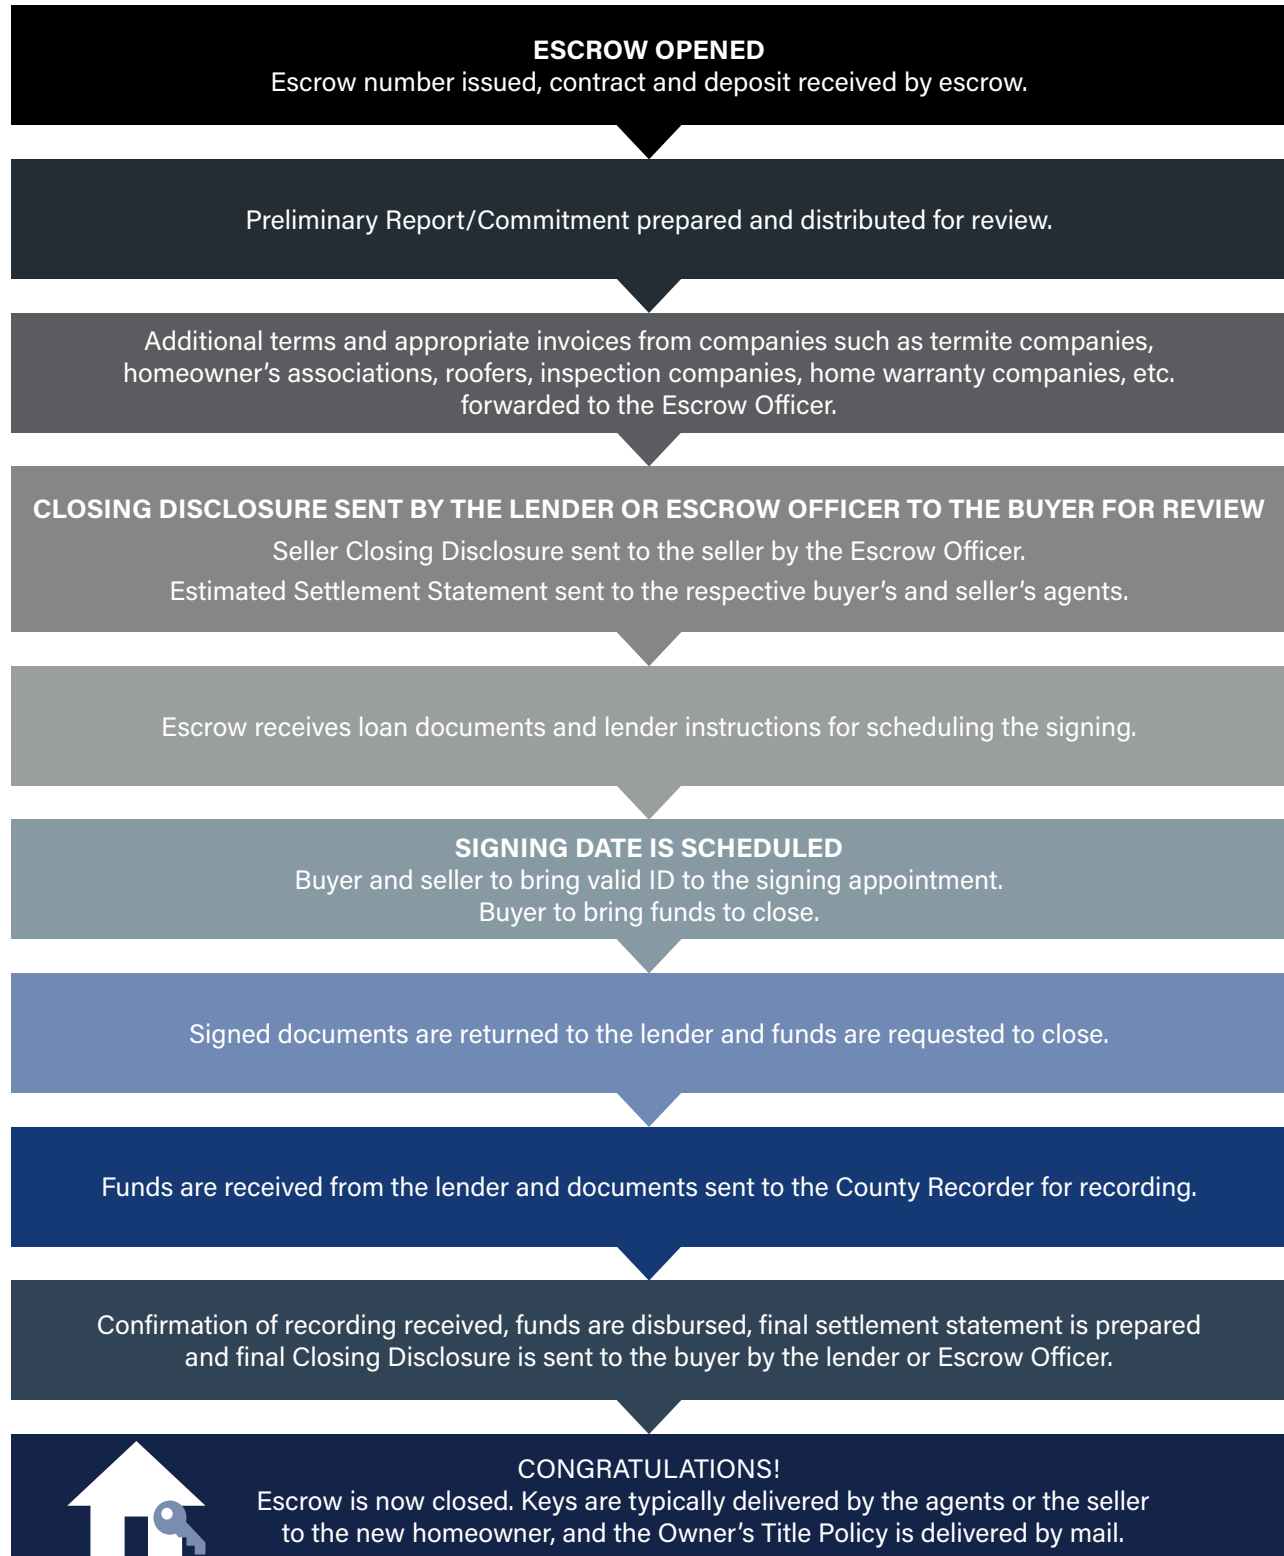 ESCROW OPENED
Escrow number issued, contract and deposit received by escrow.
Preliminary Report/Commitment prepared and distributed for review.
Additional terms and appropriate invoices from companies such as termite companies,
homeowner’s associations, roofers, inspection companies, home warranty companies, etc.
forwarded to the Escrow Officer.
CLOSING DISCLOSURE SENT BY THE LENDER OR ESCROW OFFICER TO THE BUYER FOR REVIEW
Seller Closing Disclosure sent to the seller by the Escrow Officer.
Estimated Settlement Statement sent to the respective buyer’s and seller’s agents.
Escrow receives loan documents and lender instructions for scheduling the signing.
SIGNING DATE IS SCHEDULED
Buyer and seller to bring valid ID to the signing appointment.
Buyer to bring funds to close.
Signed documents are returned to the lender and funds are requested to close.
Funds are received from the lender and documents sent to the County Recorder for recording.
Confirmation of recording received, funds are disbursed, final settlement statement is prepared
and final Closing Disclosure is sent to the buyer by the lender or Escrow Officer.
CONGRATULATIONS!
Escrow is now closed. Keys are typically delivered by the agents or the seller
to the new homeowner, and the Owner’s Title Policy is delivered by mail.